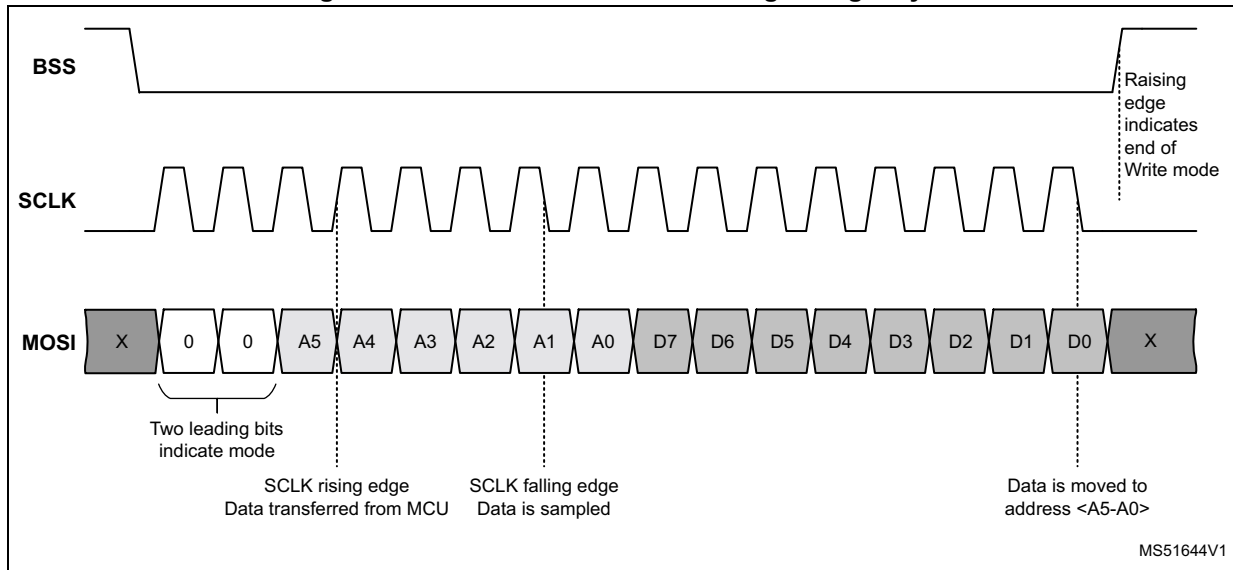 BSS
Raising
edge
indicates
end of
Write mode
SCLK
MOSI
X 0 0 A5 A4 A3 A2 A1 A0 D7 D6 D5 D4 D3 D2 D1 D0 X
Two leading bits
indicate mode
SCLK rising edge
Data transferred from MCU
SCLK falling edge
Data is sampled
Data is moved to
address <A5-A0>
MS51644V1